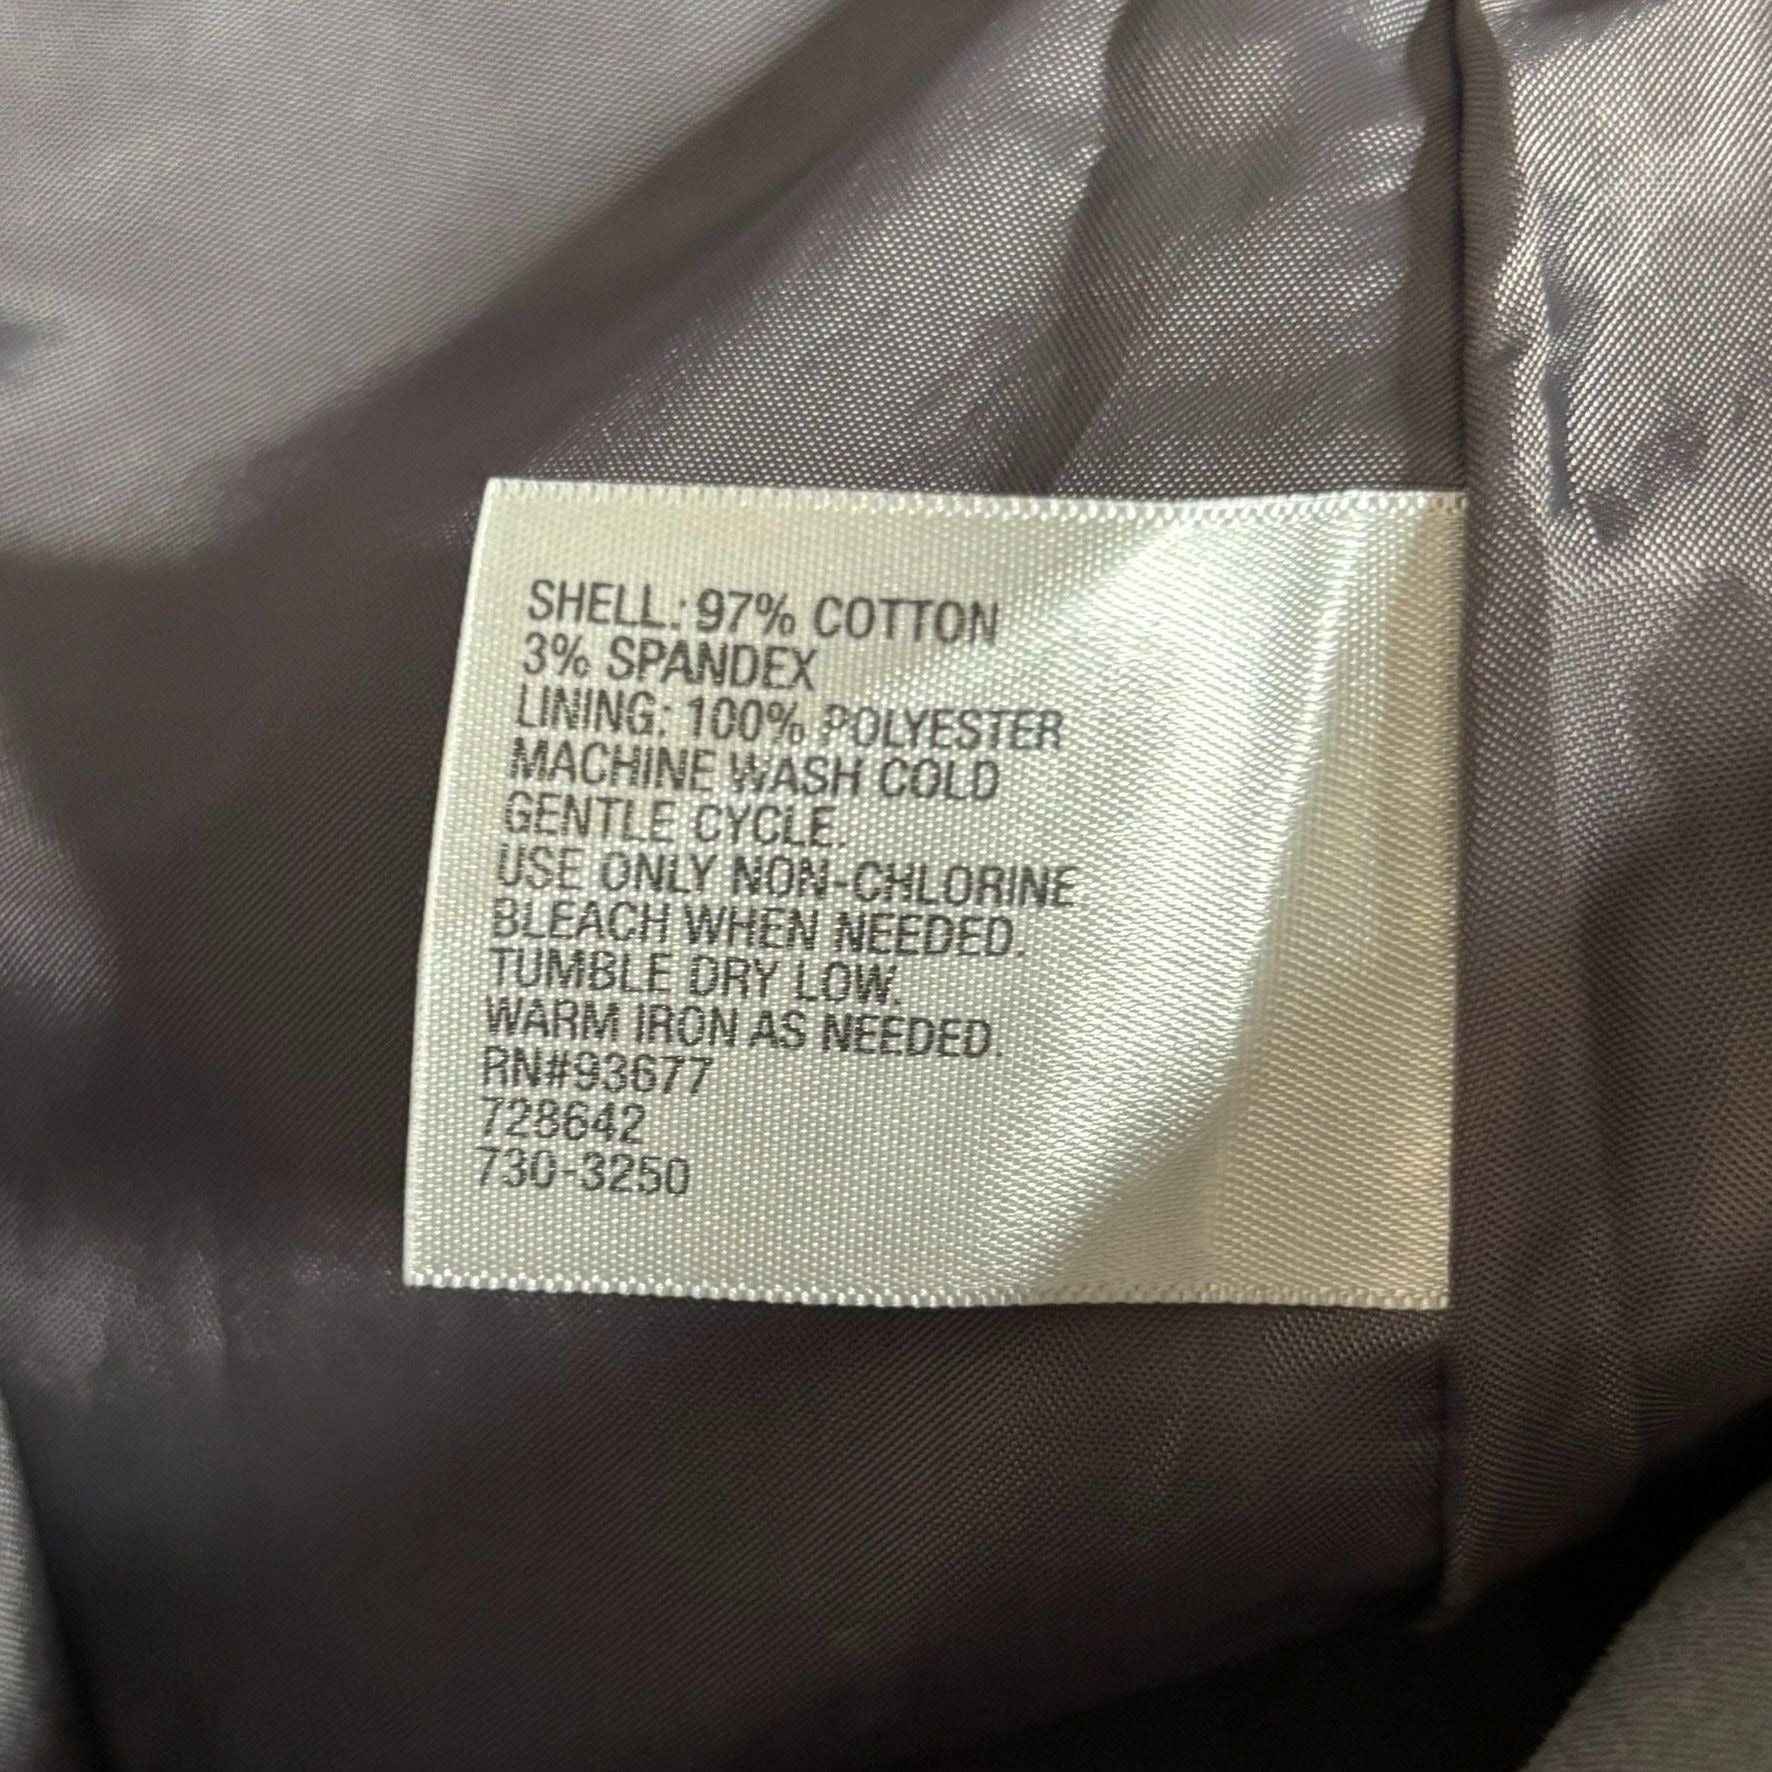 SHELL: 97% COTTON
3% SPANDEX
LINING: 100% POLYESTER
MACHINE WASH COLD
GENTLE CYCLE.
USE ONLY NON-CHLORINE
BLEACH WHEN NEEDED.
TUMBLE DRY LOW.
WARM IRON AS NEEDED.
RN#93677
728642
730-3250